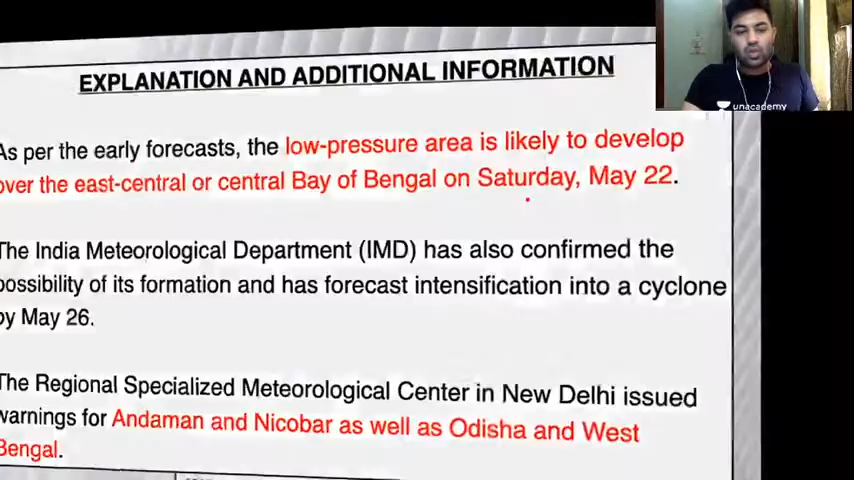 EXPLANATION AND ADDITIONAL INFORMATION
As per the early forecasts, the low-pressure area is likely to develop
over the east-central or central Bay of Bengal on Saturday, May 22.
The India Meteorological Department (IMD) has also confirmed the
possibility of its formation and has forecast intensification into a cyclone
by May 26.
The Regional Specialized Meteorological Center in New Delhi issued
warnings for Andaman and Nicobar as well as Odisha and West
Bengal.
unacademy